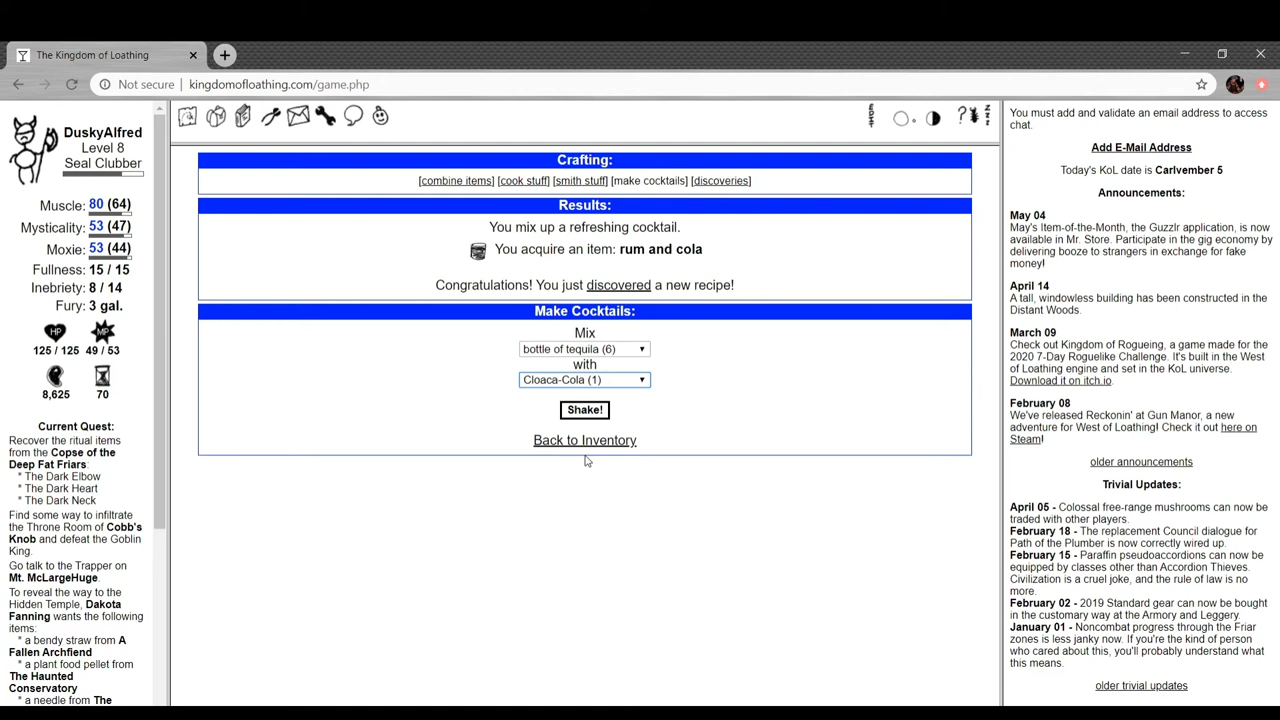 The Kingdom of Loathing
Not secure
kingdomofloathing.com/game.php
DuskyAlfred
Level 8
Seal Clubber
Muscle: 80 (64)
Mysticality: 53 (47)
Moxie: 53 (44)
Fullness: 15 / 15
Inebriety: 8 / 14
Fury: 3 gal.
HP MP
125 / 125 49 / 53
8,625 70
Current Quest:
Recover the ritual items
from the Copse of the
Deep Fat Friars:
* The Dark Elbow
* The Dark Heart
* The Dark Neck
Find some way to infiltrate
the Throne Room of Cobb's
Knob and defeat the Goblin
King.
Go talk to the Trapper on
Mt. McLargeHuge.
To reveal the way to the
Hidden Temple, Dakota
Fanning wants the following
items:
* a bendy straw from A
Fallen Archfiend
* a plant food pellet from
The Haunted
Conservatory
* a needle from The
Crafting:
[combine items] [cook stuff] [smith stuff] [make cocktails] [discoveries]
Results:
You mix up a refreshing cocktail.
You acquire an item: rum and cola
Congratulations! You just discovered a new recipe!
Make Cocktails:
Mix
bottle of tequila (6)
with
Cloaca-Cola (1)
Shake!
Back to Inventory
You must add and validate an email address to access
chat.
Add E-Mail Address
Today's KoL date is Carlvember 5
Announcements:
May 04
May's Item-of-the-Month, the Guzzlr application, is now
available in Mr. Store. Participate in the gig economy by
delivering booze to strangers in exchange for fake
money!
April 14
A tall, windowless building has been constructed in the
Distant Woods.
March 09
Check out Kingdom of Rogueing, a game made for the
2020 7-Day Roguelike Challenge. It's built in the West
of Loathing engine and set in the KoL universe.
Download it on itch.io.
February 08
We've released Reckonin' at Gun Manor, a new
adventure for West of Loathing! Check it out here on
Steam!
older announcements
Trivial Updates:
April 05 - Colossal free-range mushrooms can now be
traded with other players.
February 18 - The replacement Council dialogue for
Path of the Plumber is now correctly wired up.
February 15 - Paraffin pseudoaccordions can now be
equipped by classes other than Accordion Thieves.
Civilization is a cruel joke, and the rule of law is no
more.
February 02 - 2019 Standard gear can now be bought
in the customary way at the Armory and Leggery.
January 01 - Noncombat progress through the Friar
zones is less janky now. If you're the kind of person
who cared about this, you'll probably understand what
this means.
older trivial updates